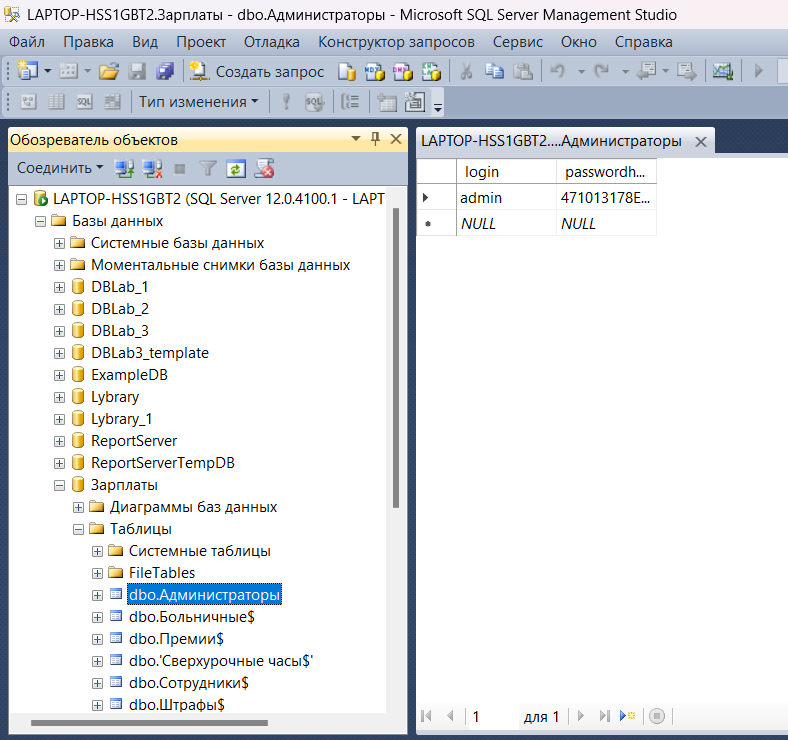 LAPTOP-HSS1GBT2.Зарплаты - dbo.Администраторы - Microsoft SQL Server Management Studio
Файл Правка Вид Проект Отладка Конструктор запросов Сервис Окно Справка
Создать запрос
Тип изменения
Обозреватель объектов
Соединить
LAPTOP-HSS1GBT2 (SQL Server 12.0.4100.1 - LAPT
Базы данных
Системные базы данных
Моментальные снимки базы данных
DBLab_1
DBLab_2
DBLab_3
DBLab3_template
ExampleDB
Lybrary
Lybrary_1
ReportServer
ReportServerTempDB
Зарплаты
Диаграммы баз данных
Таблицы
Системные таблицы
FileTables
dbo.Администраторы
dbo.Больничные$
dbo.Премии$
dbo.'Сверхурочные часы$'
dbo.Сотрудники$
dbo.Штрафы$
LAPTOP-HSS1GBT2....Администраторы
login passwordh...
admin 471013178E...
NULL NULL
1 для 1